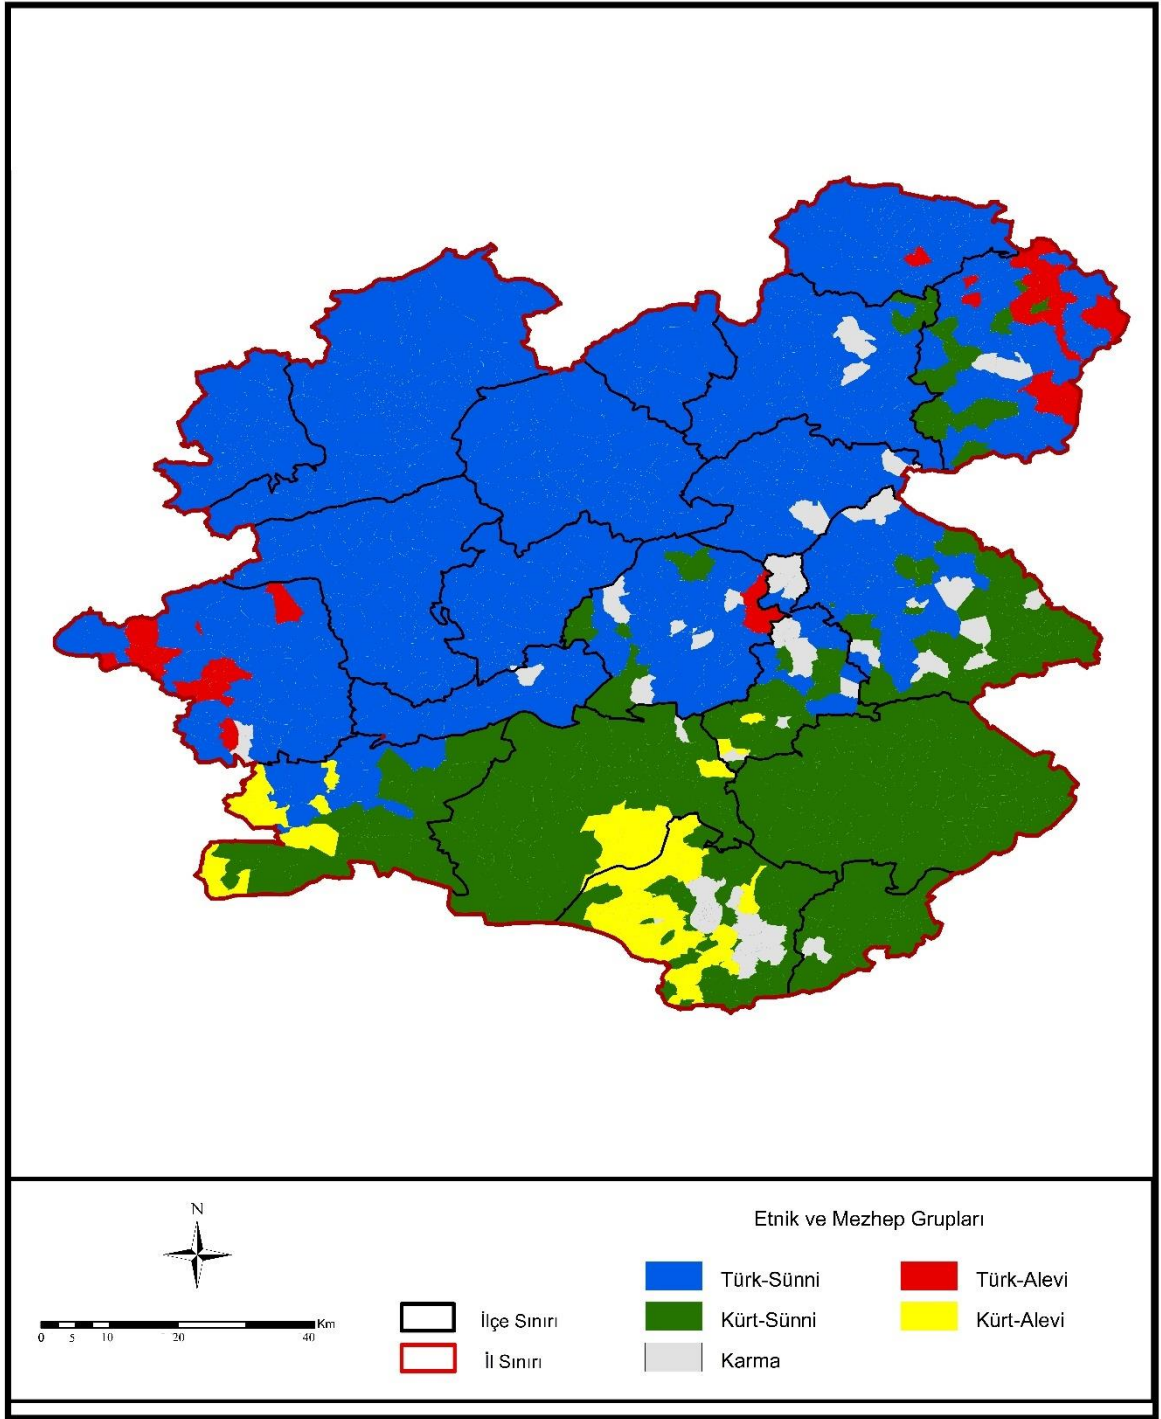 N
Km
0 5 10 20 40
İlçe Sınırı
İl Sınırı
Etnik ve Mezhep Grupları
Türk-Sünni
Türk-Alevi
Kürt-Sünni
Kürt-Alevi
Karma